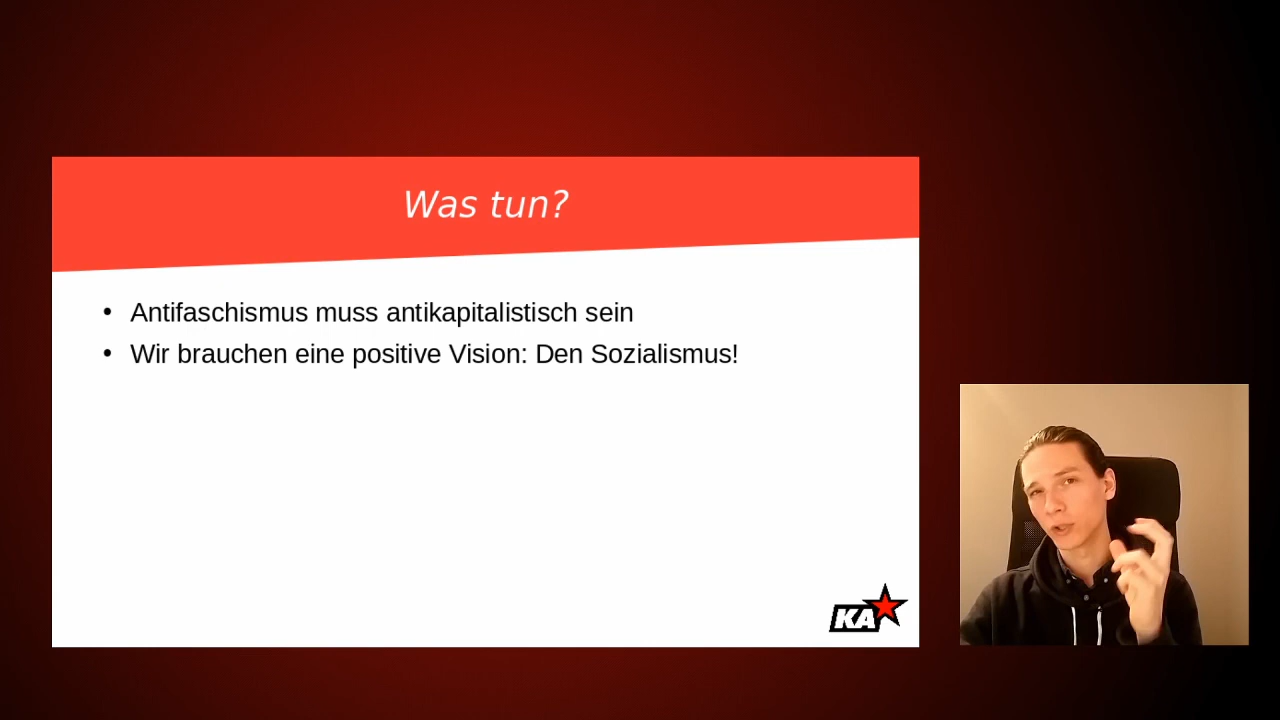 Was tun?
• Antifaschismus muss antikapitalistisch sein
• Wir brauchen eine positive Vision: Den Sozialismus!
KA